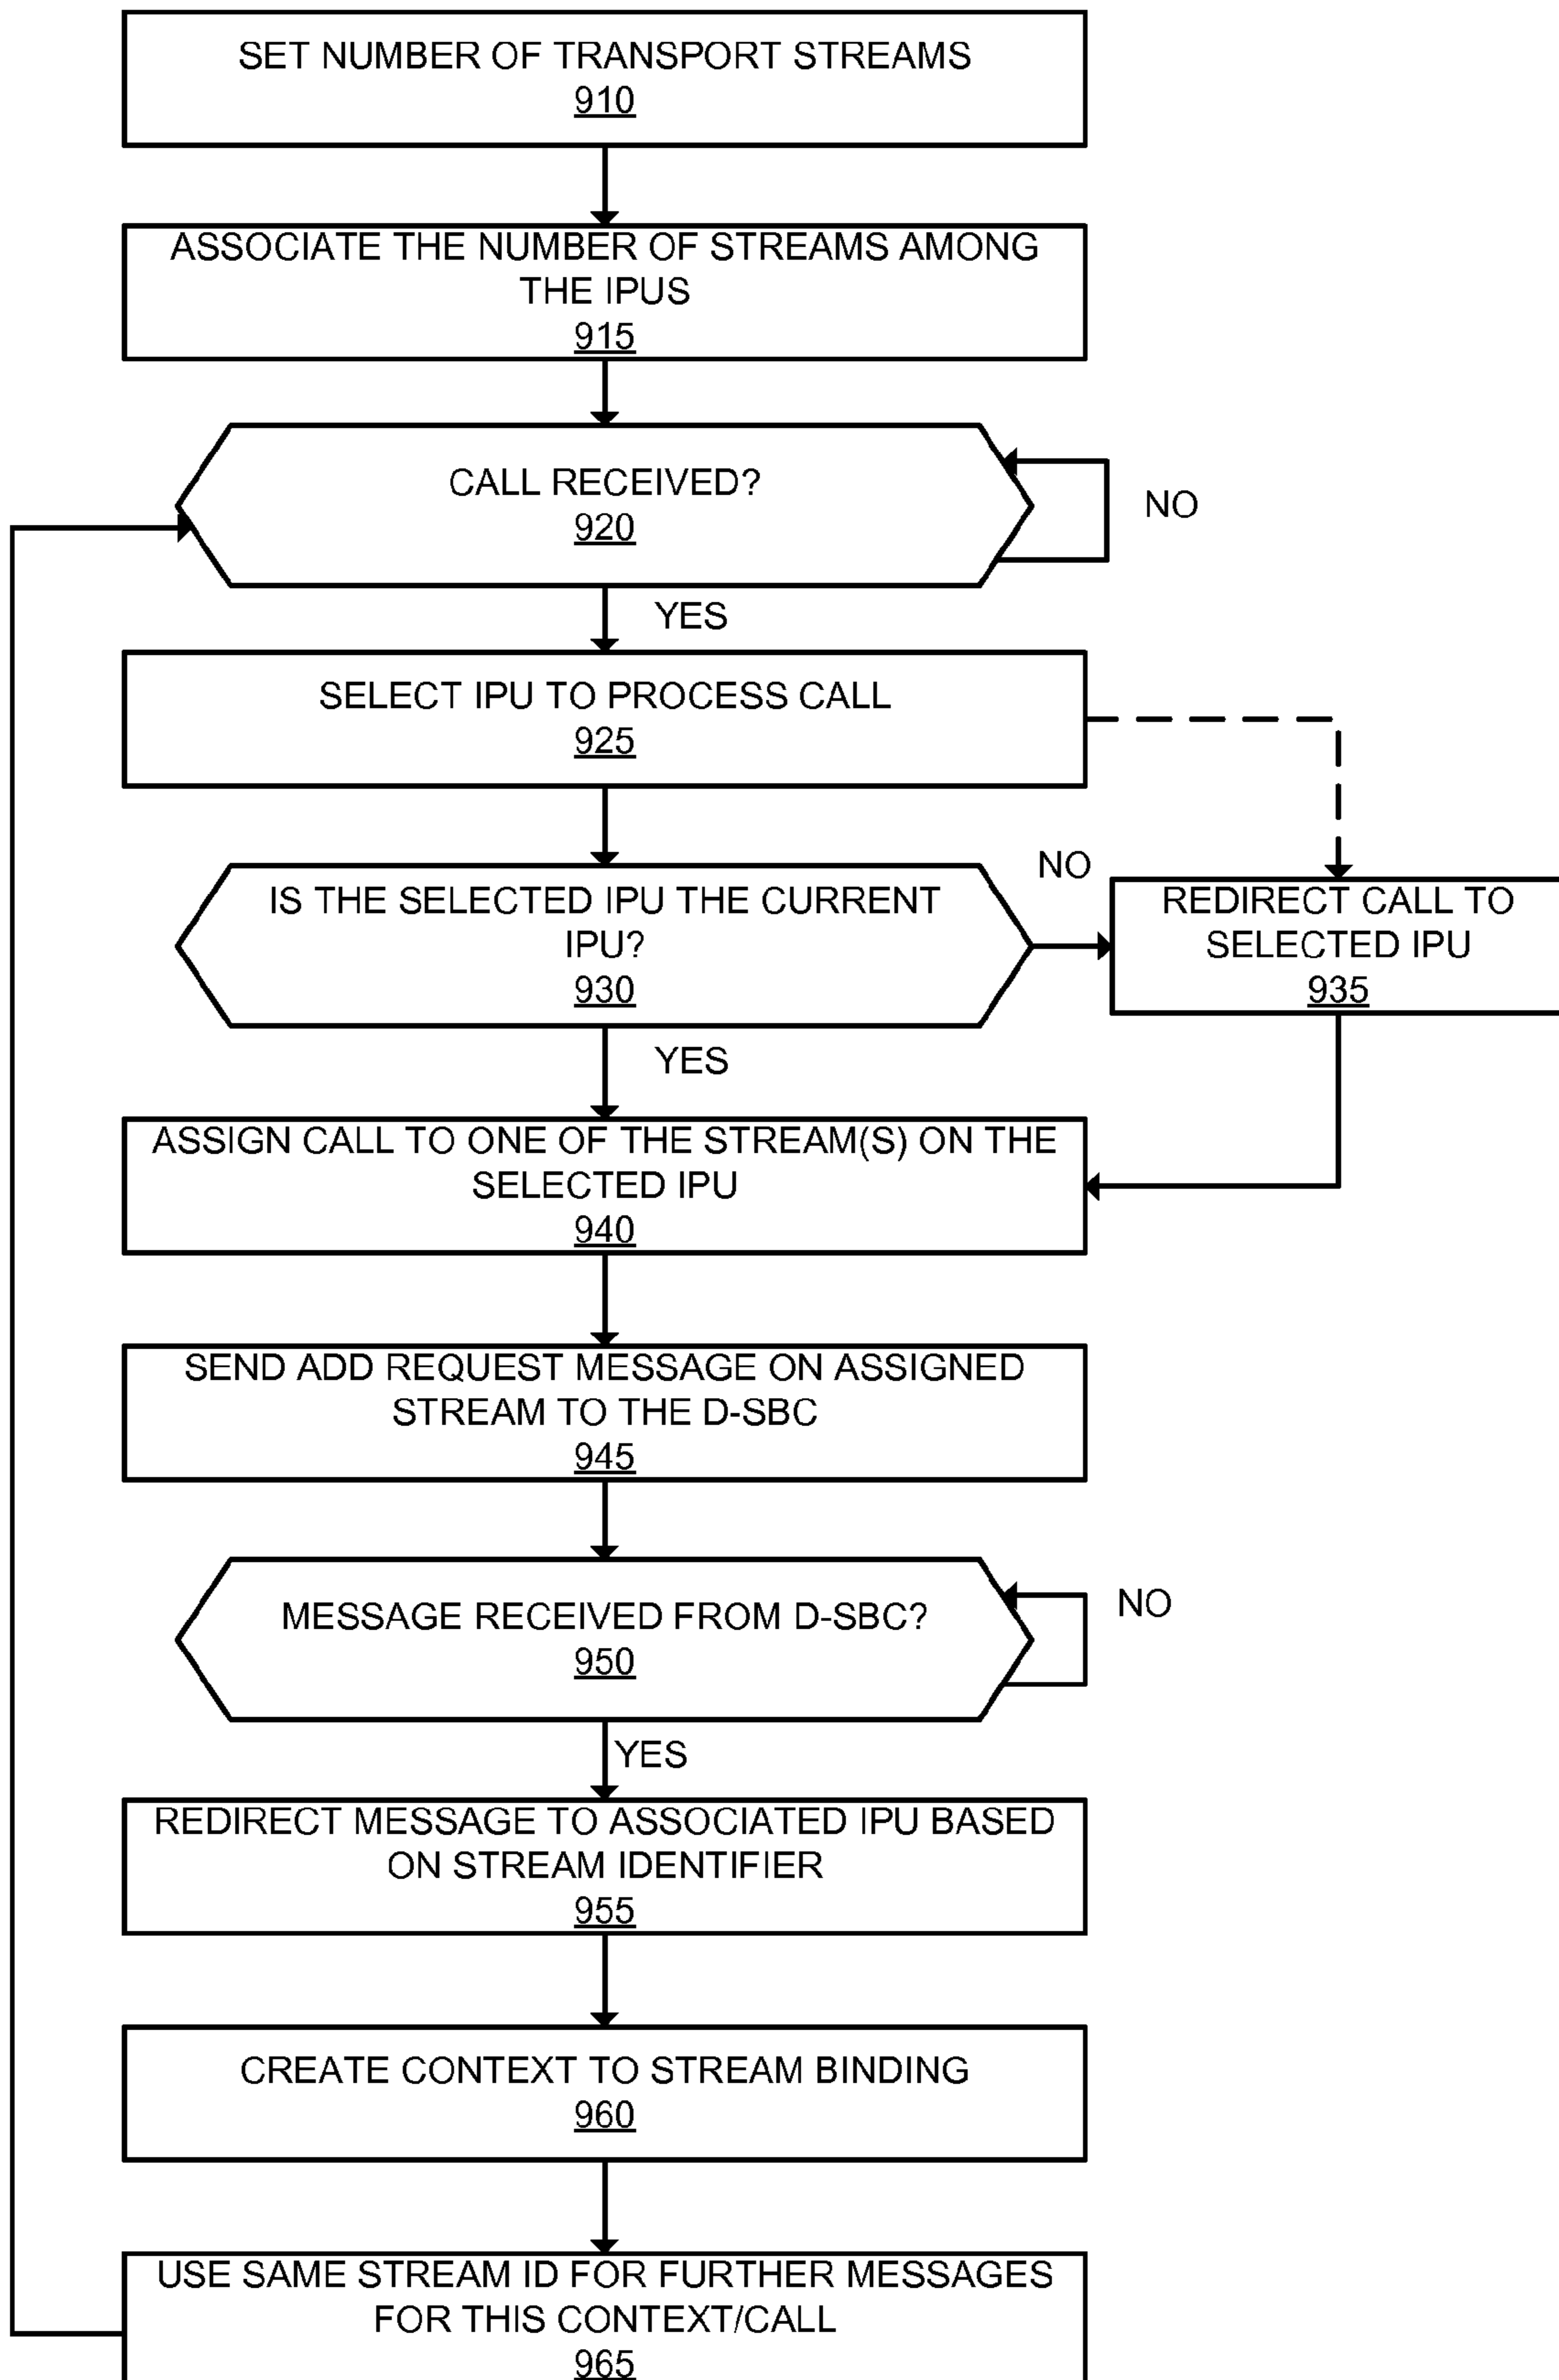 SET NUMBER OF TRANSPORT STREAMS
910
ASSOCIATE THE NUMBER OF STREAMS AMONG
THE IPUS
915
CALL RECEIVED?
920
NO
YES
SELECT IPU TO PROCESS CALL
925
IS THE SELECTED IPU THE CURRENT
IPU?
930
NO
REDIRECT CALL TO
SELECTED IPU
935
YES
ASSIGN CALL TO ONE OF THE STREAM(S) ON THE
SELECTED IPU
940
SEND ADD REQUEST MESSAGE ON ASSIGNED
STREAM TO THE D-SBC
945
MESSAGE RECEIVED FROM D-SBC?
950
NO
YES
REDIRECT MESSAGE TO ASSOCIATED IPU BASED
ON STREAM IDENTIFIER
955
CREATE CONTEXT TO STREAM BINDING
960
USE SAME STREAM ID FOR FURTHER MESSAGES
FOR THIS CONTEXT/CALL
965